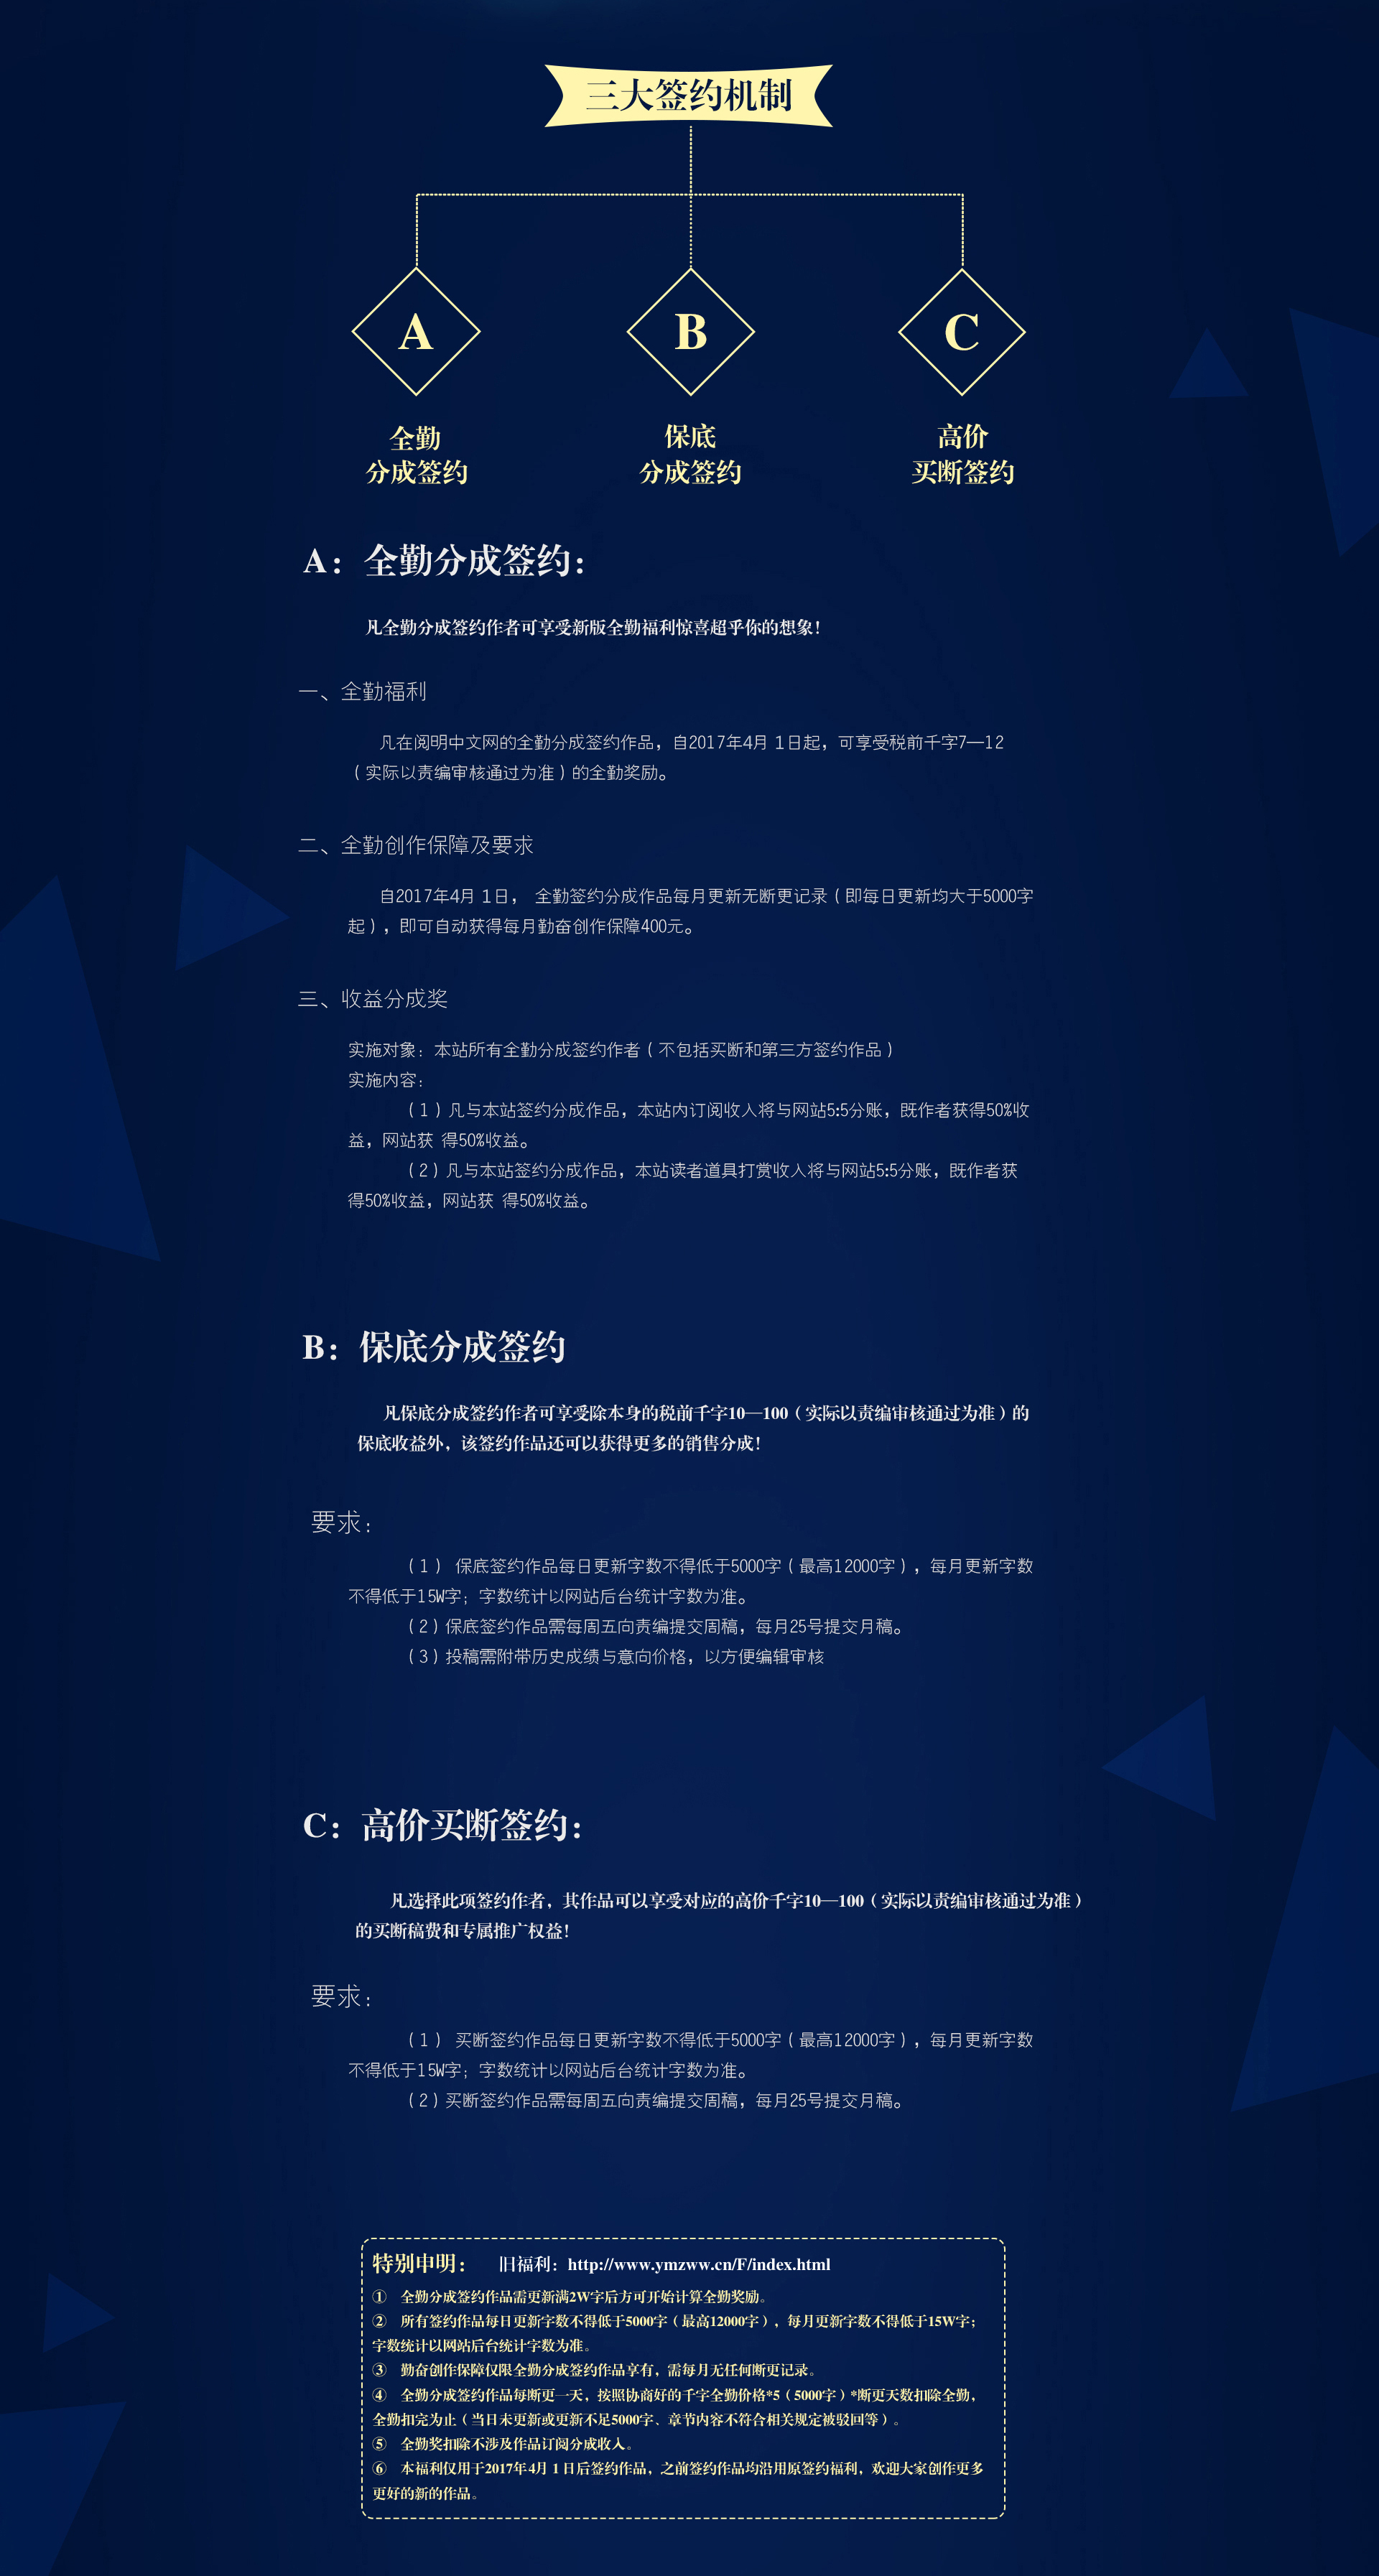 三大签约机制
A
B
C
全勤
分成签约
保底
分成签约
高价
买断签约
A：全勤分成签约：
凡全勤分成签约作者可享受新版全勤福利惊喜超乎你的想象！
一、全勤福利
凡在阅明中文网的全勤分成签约作品，自2017年4月 1日起，可享受税前千字7—12
（实际以责编审核通过为准）的全勤奖励。
二、全勤创作保障及要求
自2017年4月 1日， 全勤签约分成作品每月更新无断更记录（即每日更新均大于5000字
起），即可自动获得每月勤奋创作保障400元。
三、收益分成奖
实施对象：本站所有全勤分成签约作者（不包括买断和第三方签约作品）
实施内容：
（1）凡与本站签约分成作品，本站内订阅收入将与网站5:5分账，既作者获得50%收
益，网站获 得50%收益。
（2）凡与本站签约分成作品，本站读者道具打赏收入将与网站5:5分账，既作者获
得50%收益，网站获 得50%收益。
B：保底分成签约
凡保底分成签约作者可享受除本身的税前千字10—100（实际以责编审核通过为准）的
保底收益外，该签约作品还可以获得更多的销售分成！
要求：
（1） 保底签约作品每日更新字数不得低于5000字（最高12000字），每月更新字数
不得低于15W字；字数统计以网站后台统计字数为准。
（2）保底签约作品需每周五向责编提交周稿，每月25号提交月稿。
（3）投稿需附带历史成绩与意向价格，以方便编辑审核
C：高价买断签约：
凡选择此项签约作者，其作品可以享受对应的高价千字10—100（实际以责编审核通过为准）
的买断稿费和专属推广权益！
要求：
（1） 买断签约作品每日更新字数不得低于5000字（最高12000字），每月更新字数
不得低于15W字；字数统计以网站后台统计字数为准。
（2）买断签约作品需每周五向责编提交周稿，每月25号提交月稿。
特别申明： 旧福利：http://www.ymzww.cn/F/index.html
① 全勤分成签约作品需更新满2W字后方可开始计算全勤奖励。
② 所有签约作品每日更新字数不得低于5000字（最高12000字），每月更新字数不得低于15W字；
字数统计以网站后台统计字数为准。
③ 勤奋创作保障仅限全勤分成签约作品享有，需每月无任何断更记录。
④ 全勤分成签约作品每断更一天，按照协商好的千字全勤价格*5（5000字）*断更天数扣除全勤，
全勤扣完为止（当日未更新或更新不足5000字、章节内容不符合相关规定被驳回等）。
⑤ 全勤奖扣除不涉及作品订阅分成收入。
⑥ 本福利仅用于2017年4月 1 日后签约作品，之前签约作品均沿用原签约福利，欢迎大家创作更多
更好的新的作品。